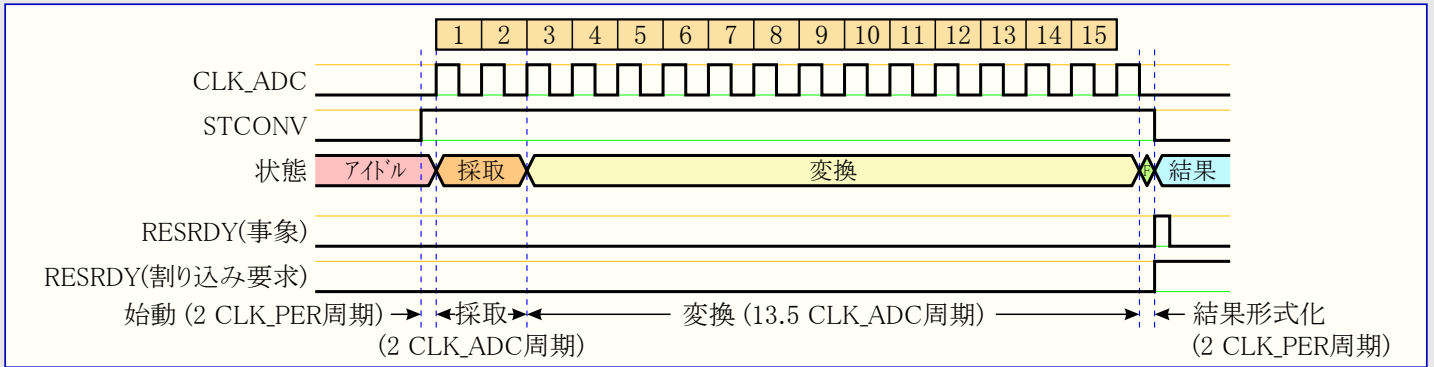 1 2 3 4 5 6 7 8 9 10 11 12 13 14 15
CLK_ADC
STCONV
状態 アイドル 採取 変換 F 結果
RESRDY(事象)
RESRDY(割り込み要求)
始動 (2 CLK_PER周期) 採取 変換 (13.5 CLK_ADC周期) 結果形式化
(2 CLK_ADC周期) (2 CLK_PER周期)